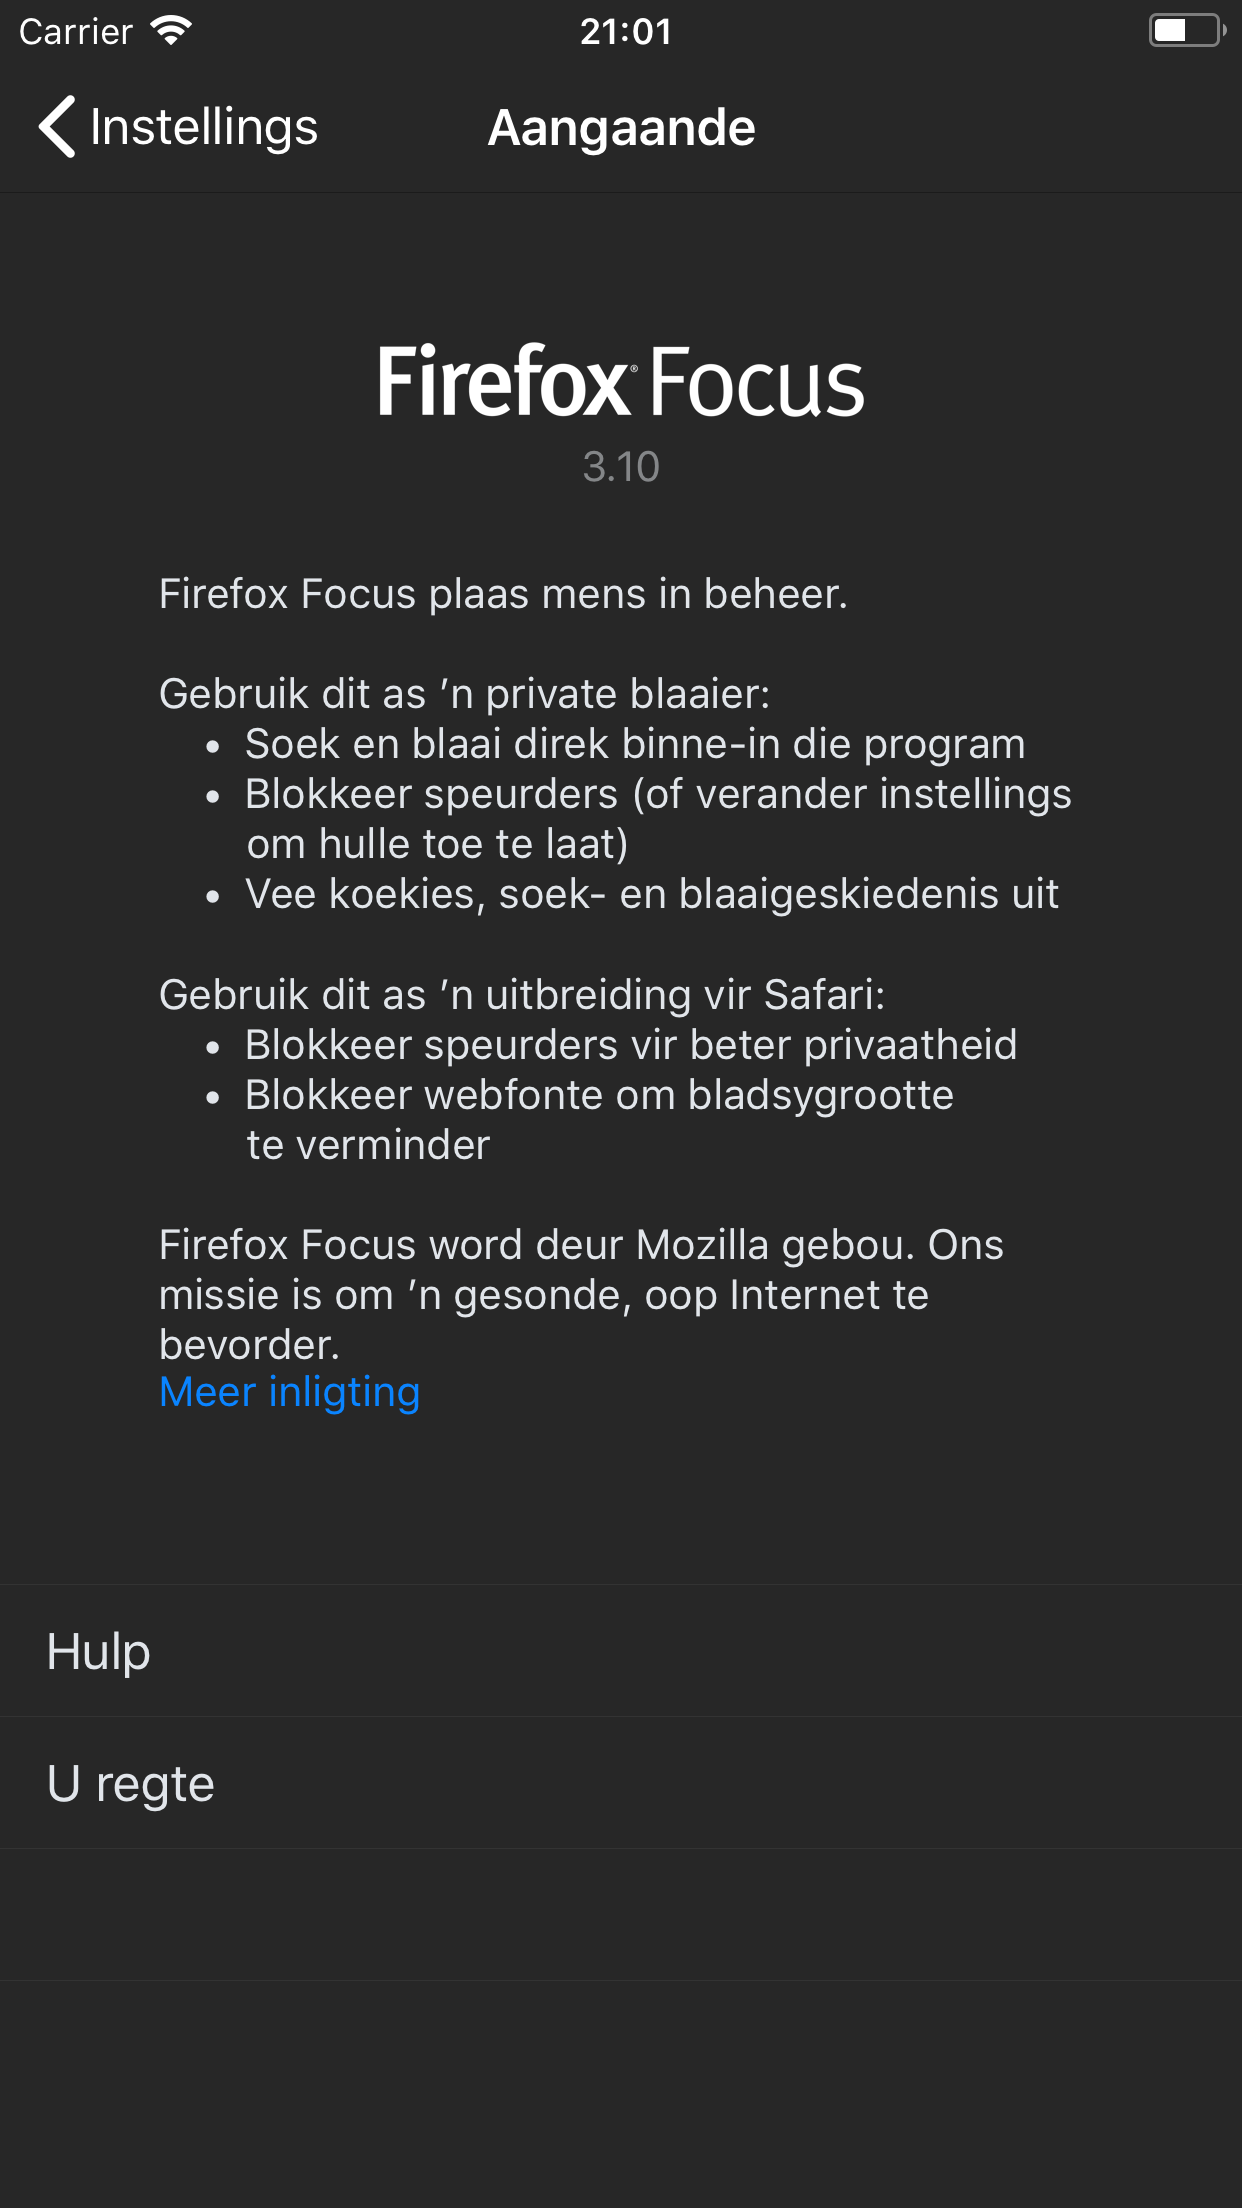 Carrier
21:01
Instellings
Aangaande
Firefox® Focus
3.10
Firefox Focus plaas mens in beheer.
Gebruik dit as ’n private blaaier:
• Soek en blaai direk binne-in die program
• Blokkeer speurders (of verander instellings
om hulle toe te laat)
• Vee koekies, soek- en blaaigeskiedenis uit
Gebruik dit as ’n uitbreiding vir Safari:
• Blokkeer speurders vir beter privaatheid
• Blokkeer webfonte om bladsygrootte
te verminder
Firefox Focus word deur Mozilla gebou. Ons
missie is om ’n gesonde, oop Internet te
bevorder.
Meer inligting
Hulp
U regte